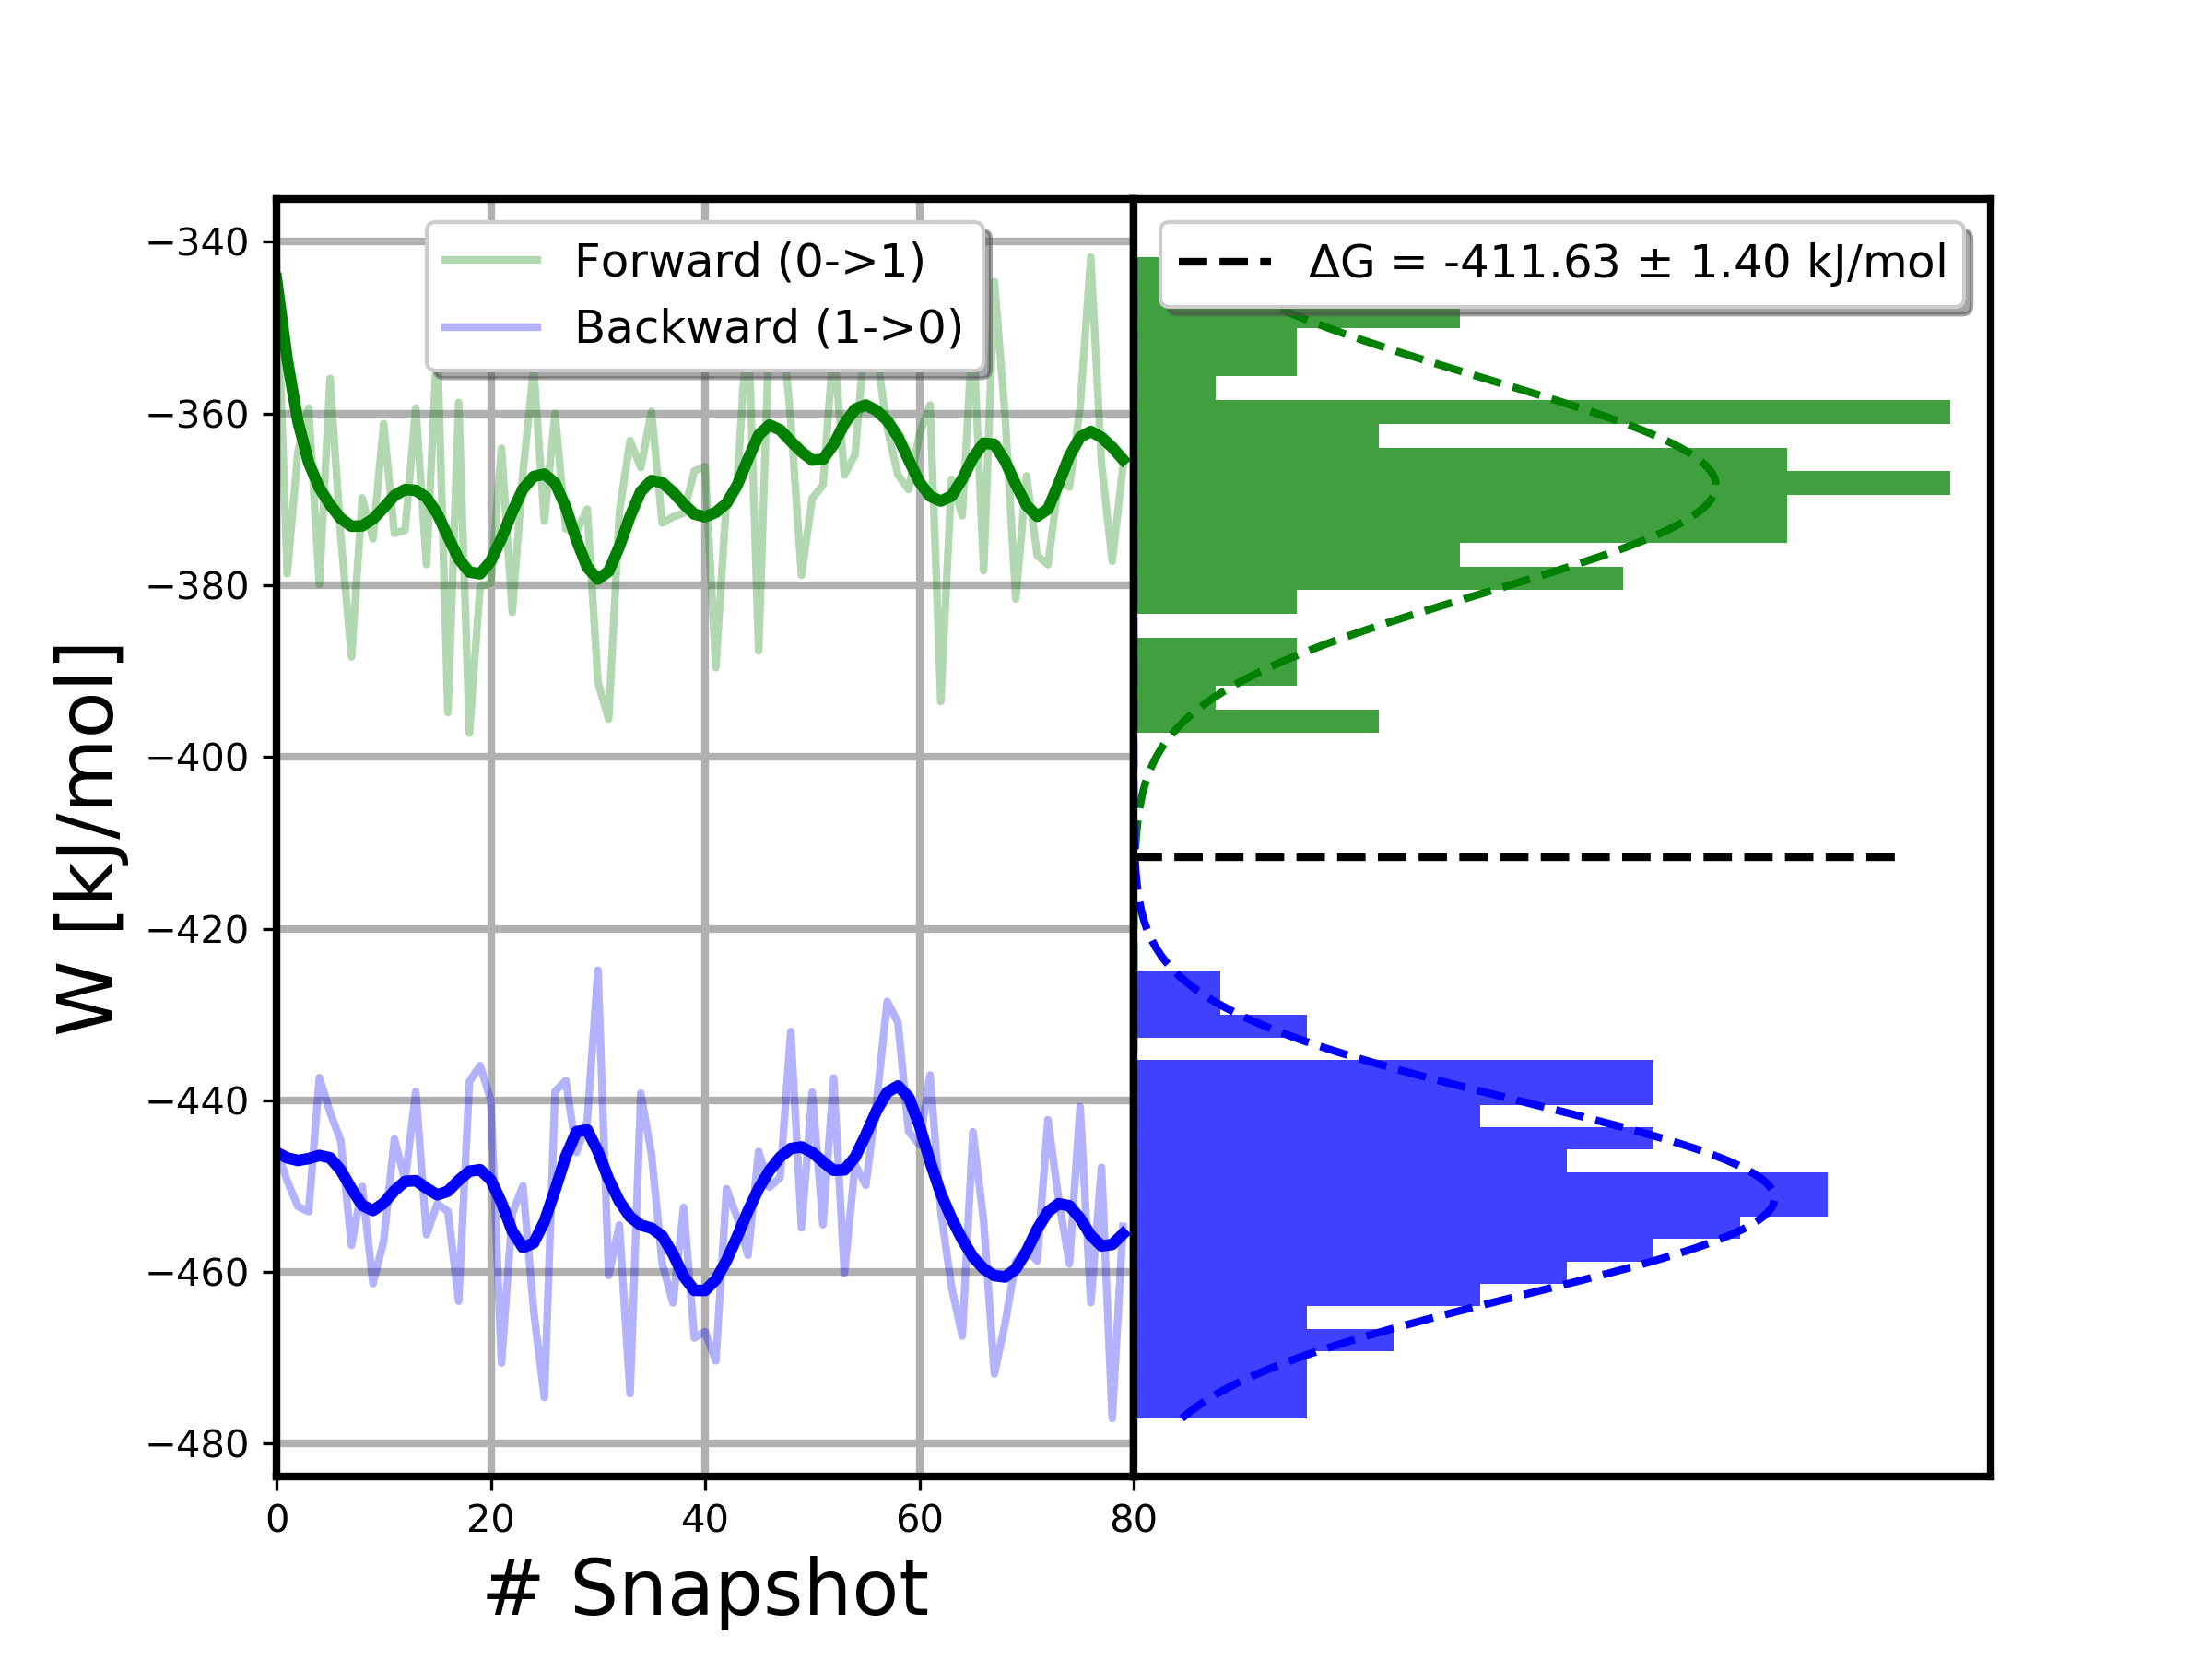 Forward (0->1)
Backward (1->0)
ΔG = -411.63 ± 1.40 kJ/mol
W [kJ/mol]
−340
−360
−380
−400
−420
−440
−460
−480
0 20 40 60 80
# Snapshot